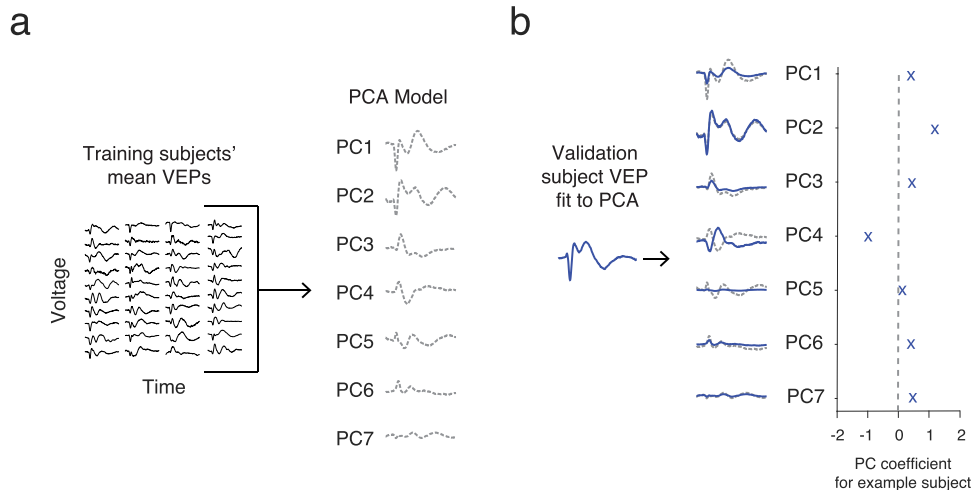 a
Training subjects’
mean VEPs
Voltage
Time
PCA Model
PC1
PC2
PC3
PC4
PC5
PC6
PC7
b
Validation
subject VEP
fit to PCA
PC1
x
PC2
x
PC3
x
PC4
x
PC5
x
PC6
x
PC7
x
-2 -1 0 1 2
PC coefficient
for example subject